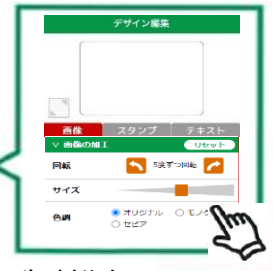 デザイン編集
画像 スタンプ テキスト
∨ 画像の加工 リセット
回転 5度ずつ回転
サイズ
色調 オリジナル モノク
セピア